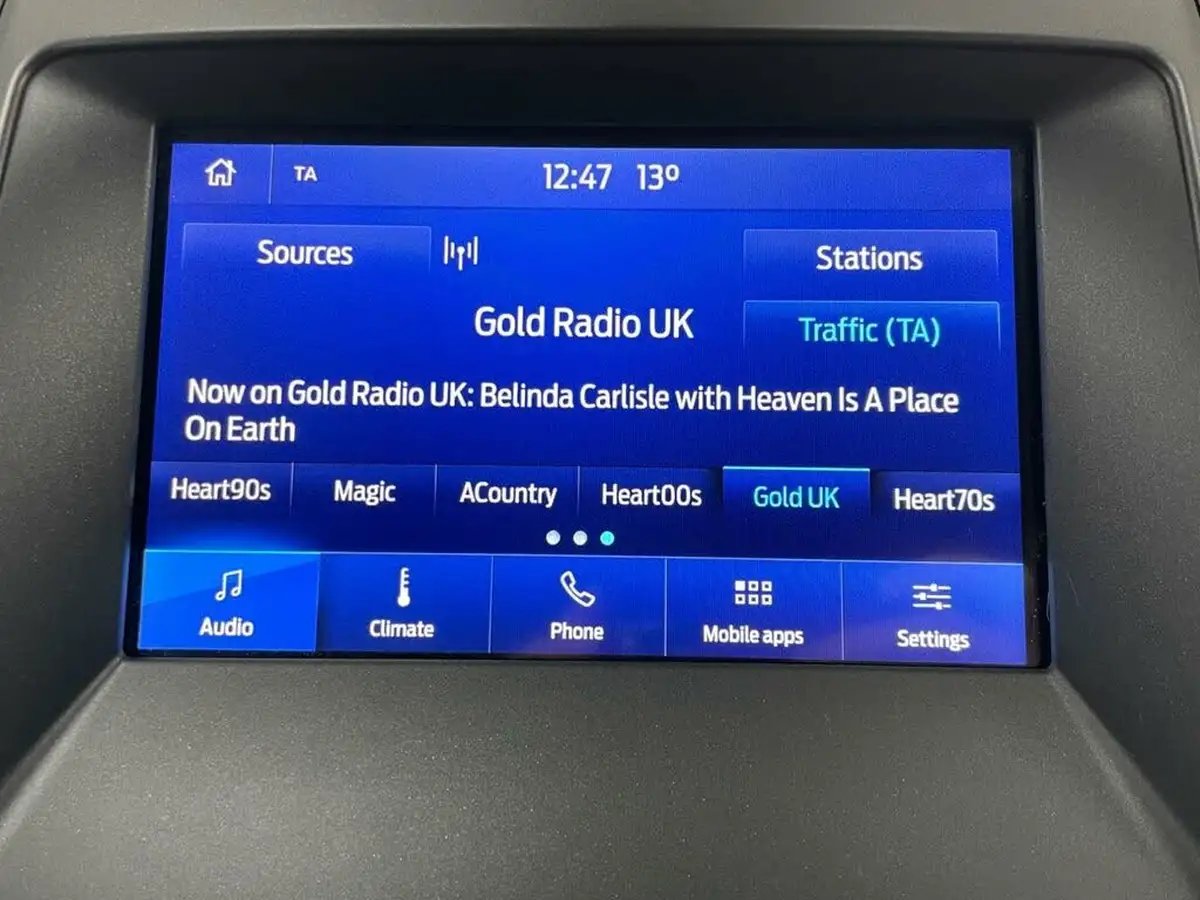 TA
12:47 13º
Sources
Stations
Gold Radio UK
Traffic (TA)
Now on Gold Radio UK: Belinda Carlisle with Heaven Is A Place
On Earth
Heart90s Magic ACountry Heart00s Gold UK Heart70s
Audio Climate Phone Mobile apps Settings